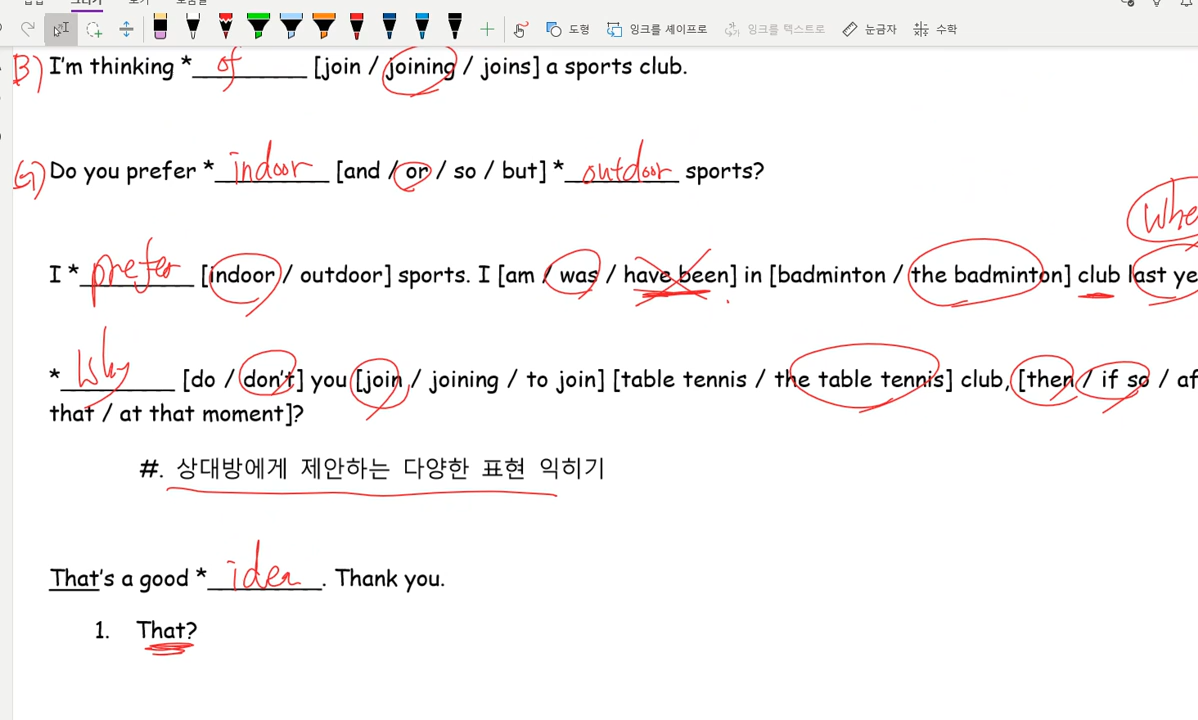 도형 잉크를 셰이프로 잉크를 텍스트로 눈금자 수학
B) I'm thinking * of [join / joining / joins] a sports club.
G) Do you prefer * indoor [and / or / so / but] * outdoor sports?
I * prefer [indoor / outdoor] sports. I [am / was / have been] in [badminton / the badminton] club last
* Why [do / don't] you [join / joining / to join] [table tennis / the table tennis] club, [then / if so /
that / at that moment]?
#. 상대방에게 제안하는 다양한 표현 익히기
That's a good * idea. Thank you.
1. That?